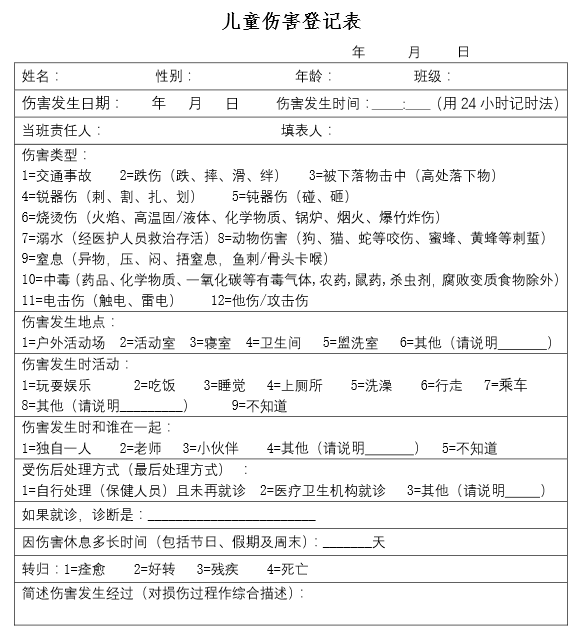 儿童伤害登记表
年 月 日
姓名： 性别： 年龄： 班级：
伤害发生日期： 年 月 日 伤害发生时间：____:____（用24小时记时法）
当班责任人： 填表人：
伤害类型：
1=交通事故 2=跌伤（跌、摔、滑、绊） 3=被下落物击中（高处落下物）
4=锐器伤（刺、割、扎、划） 5=钝器伤（碰、砸）
6=烧烫伤（火焰、高温固/液体、化学物质、锅炉、烟火、爆竹炸伤）
7=溺水（经医护人员救治存活）8=动物伤害（狗、猫、蛇等咬伤、蜜蜂、黄蜂等刺蜇）
9=窒息（异物，压、闷、捂窒息，鱼刺/骨头卡喉）
10=中毒（药品、化学物质、一氧化碳等有毒气体,农药,鼠药,杀虫剂，腐败变质食物除外）
11=电击伤（触电、雷电） 12=他伤/攻击伤
伤害发生地点：
1=户外活动场 2=活动室 3=寝室 4=卫生间 5=盥洗室 6=其他（请说明_______）
伤害发生时活动：
1=玩耍娱乐 2=吃饭 3=睡觉 4=上厕所 5=洗澡 6=行走 7=乘车
8=其他（请说明_________） 9=不知道
伤害发生时和谁在一起：
1=独自一人 2=老师 3=小伙伴 4=其他（请说明_______） 5=不知道
受伤后处理方式（最后处理方式）：
1=自行处理（保健人员）且未再就诊 2=医疗卫生机构就诊 3=其他（请说明_____）
如果就诊，诊断是：________________________
因伤害休息多长时间（包括节日、假期及周末）：_______天
转归：1=痊愈 2=好转 3=残疾 4=死亡
简述伤害发生经过（对损伤过程作综合描述）：